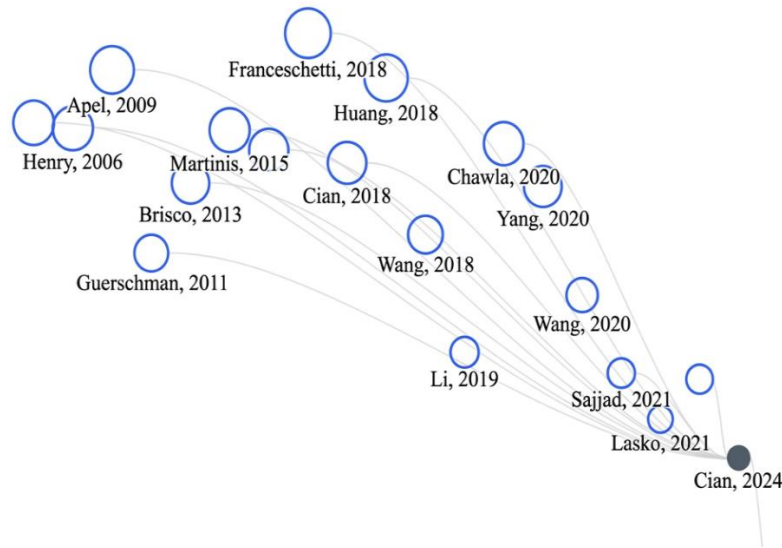 Franceschetti, 2018
Apel, 2009
Huang, 2018
Henry, 2006
Martinis, 2015
Chawla, 2020
Cian, 2018
Brisco, 2013
Yang, 2020
Wang, 2018
Guerschman, 2011
Wang, 2020
Li, 2019
Sajjad, 2021
Lasko, 2021
Cian, 2024